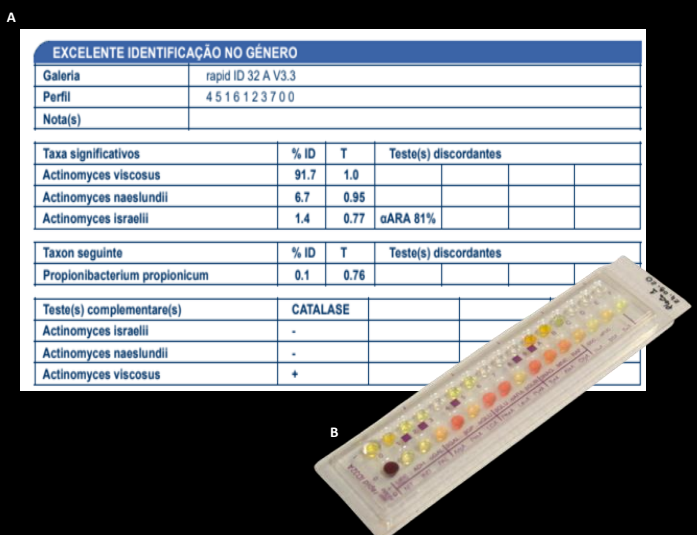 A
EXCELENTE IDENTIFICAÇÃO NO GÉNERO
Galeria rapid ID 32 A V3.3
Perfil 4 5 1 6 1 2 3 7 0 0
Nota(s)
Taxa significativos % ID T Teste(s) discordantes
Actinomyces viscosus 91.7 1.0
Actinomyces naeslundii 6.7 0.95
Actinomyces israelii 1.4 0.77 αARA 81%
Taxon seguinte % ID T Teste(s) discordantes
Propionibacterium propionicum 0.1 0.76
Teste(s) complementare(s) CATALASE
Actinomyces israelii -
Actinomyces naeslundii -
Actinomyces viscosus +
B